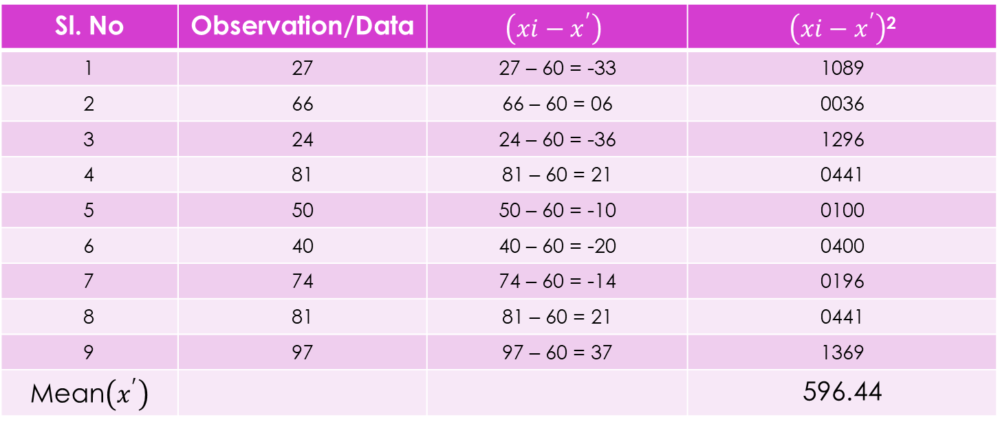 Sl. No Observation/Data (xi – x′) (xi – x′)²
1 27 27 – 60 = -33 1089
2 66 66 – 60 = 06 0036
3 24 24 – 60 = -36 1296
4 81 81 – 60 = 21 0441
5 50 50 – 60 = -10 0100
6 40 40 – 60 = -20 0400
7 74 74 – 60 = -14 0196
8 81 81 – 60 = 21 0441
9 97 97 – 60 = 37 1369
Mean(x′) 596.44